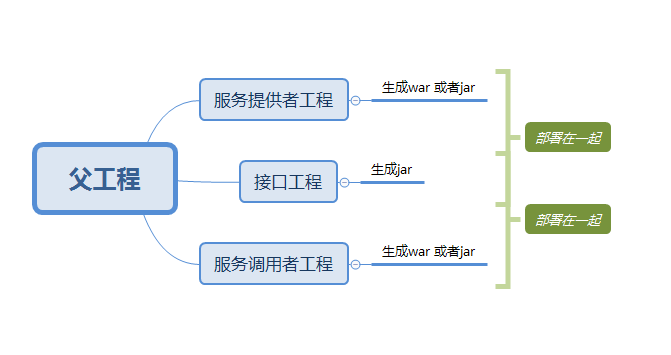 父工程
服务提供者工程
生成war 或者jar
部署在一起
接口工程
生成jar
部署在一起
服务调用者工程
生成war 或者jar